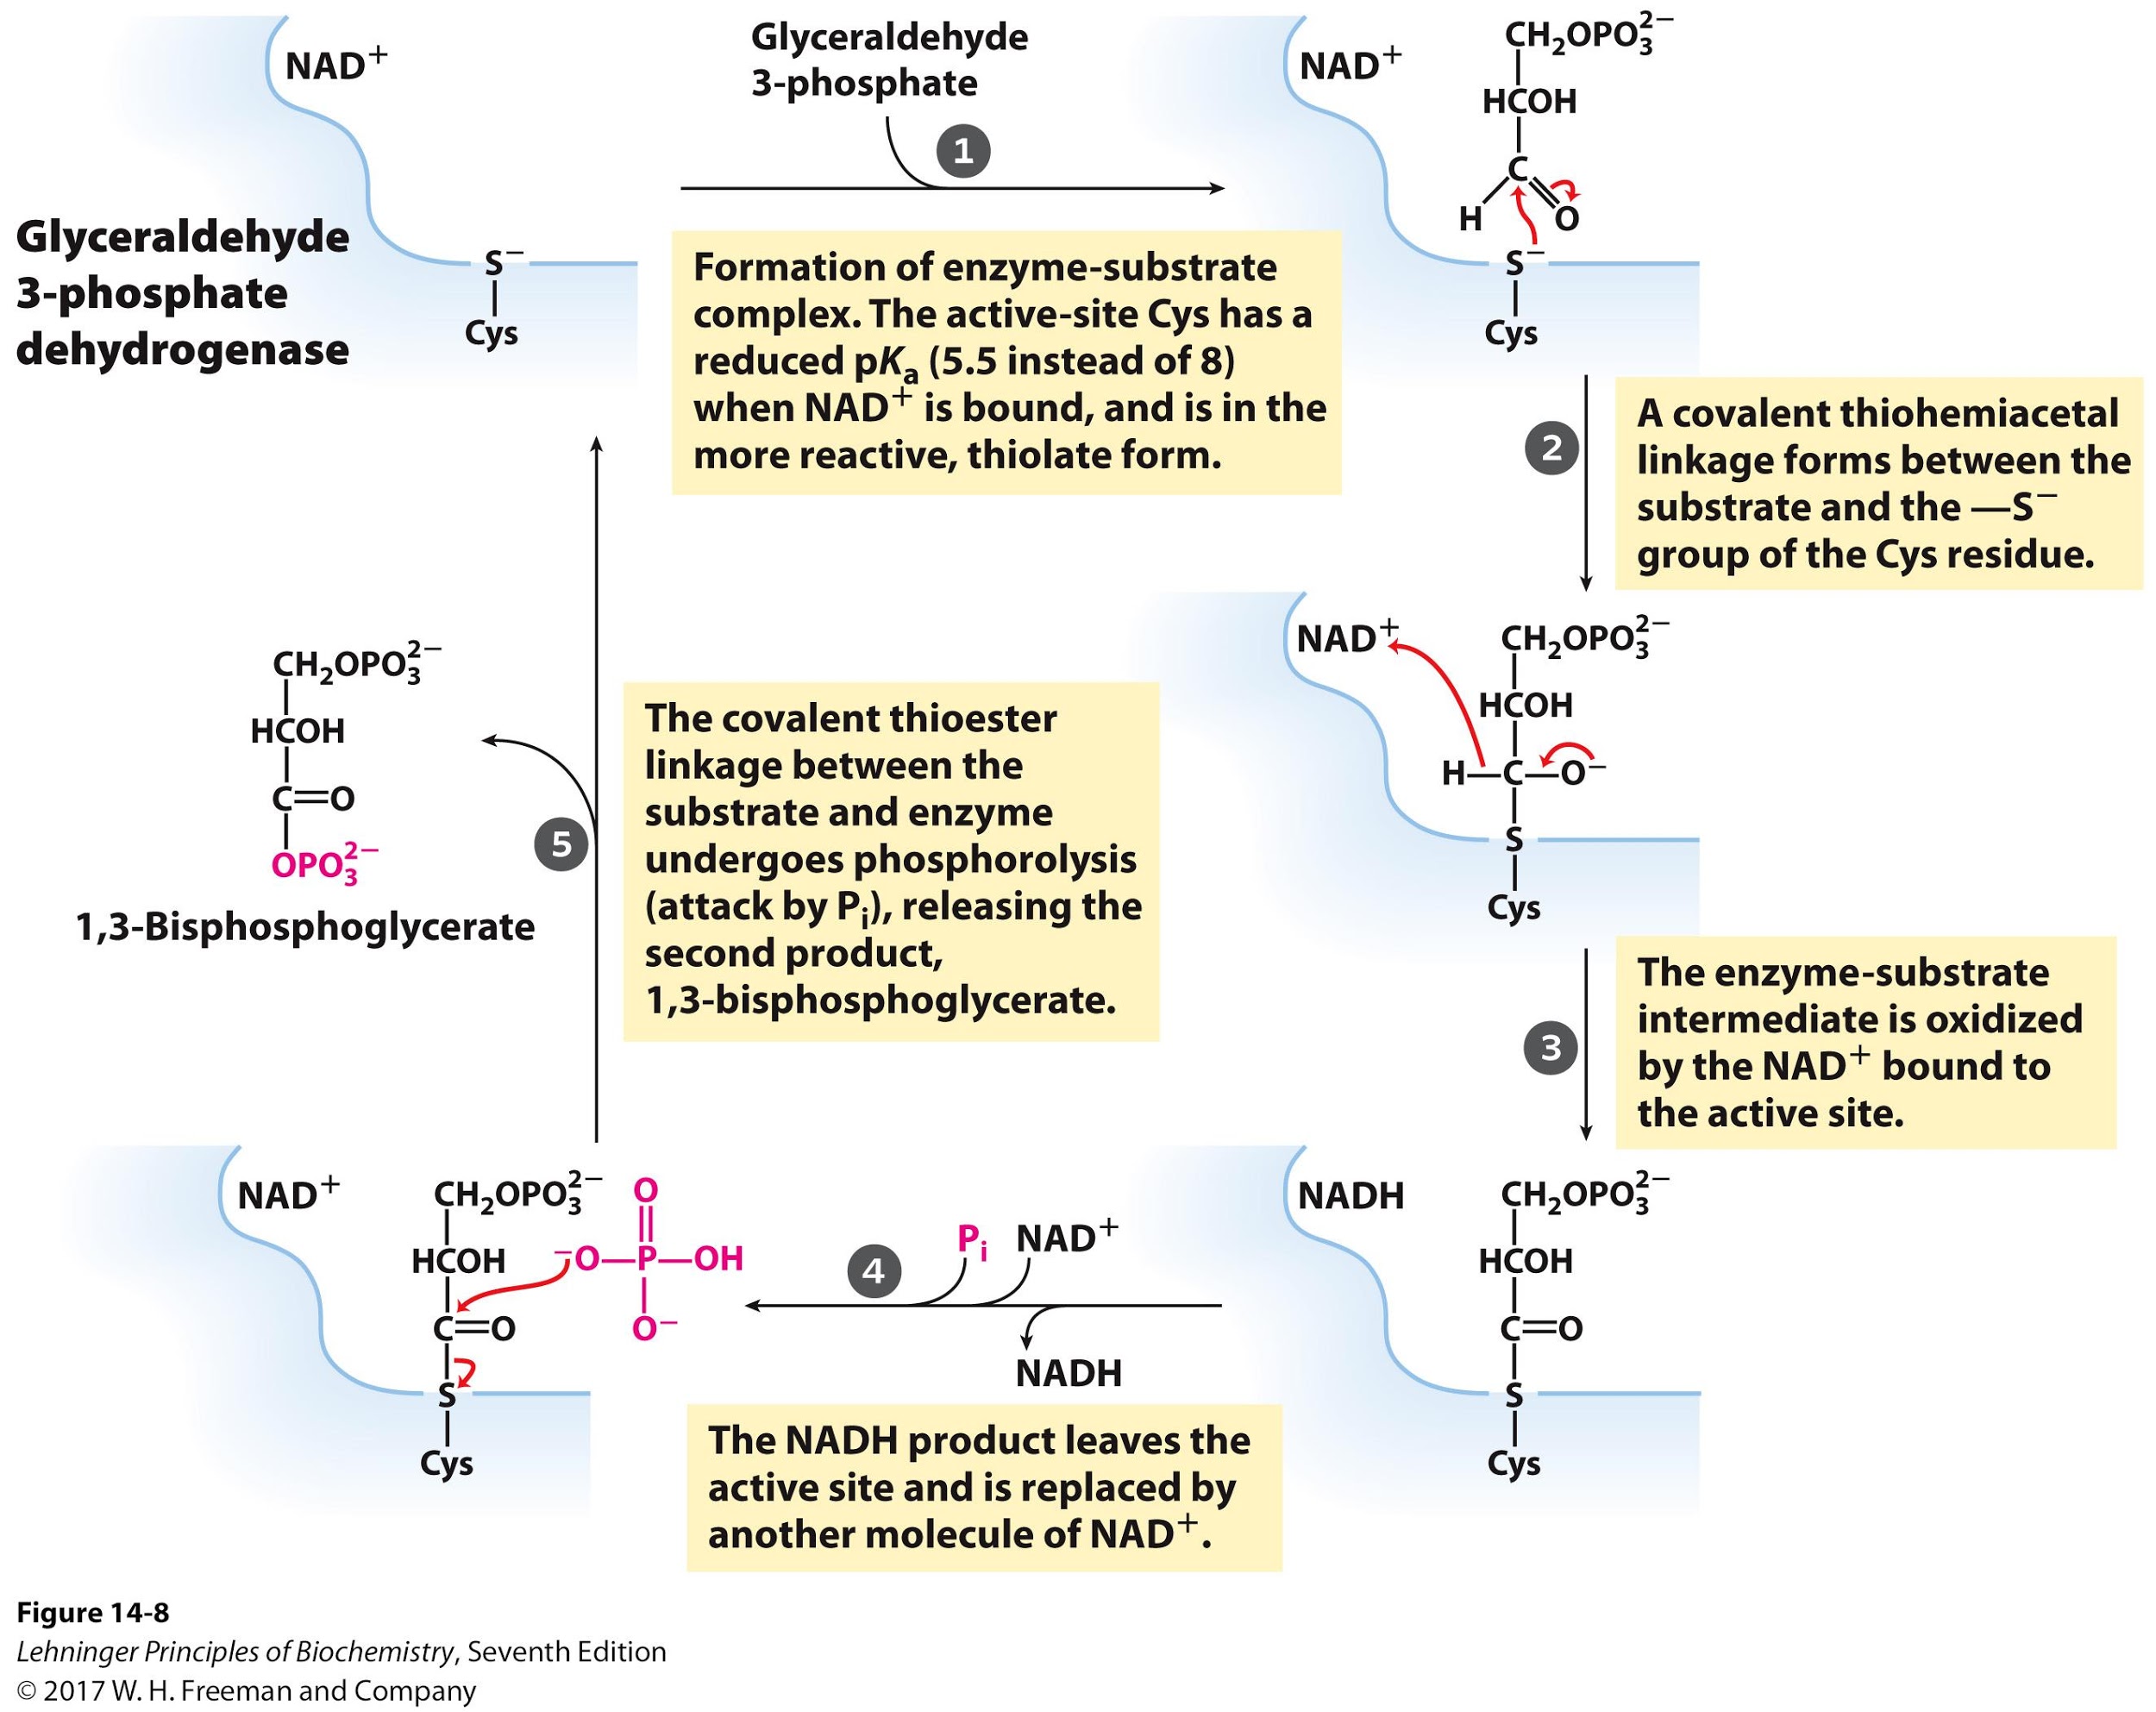 NAD⁺
Glyceraldehyde
3-phosphate
dehydrogenase
S⁻
Cys
Glyceraldehyde
3-phosphate
1
Formation of enzyme-substrate
complex. The active-site Cys has a
reduced pKₐ (5.5 instead of 8)
when NAD⁺ is bound, and is in the
more reactive, thiolate form.
NAD⁺
CH₂OPO₃²⁻
HCOH
C
H
O
S⁻
Cys
2
A covalent thiohemiacetal
linkage forms between the
substrate and the —S⁻
group of the Cys residue.
NAD⁺
CH₂OPO₃²⁻
HCOH
H—C—O⁻
S
Cys
3
The enzyme-substrate
intermediate is oxidized
by the NAD⁺ bound to
the active site.
NADH
CH₂OPO₃²⁻
HCOH
C=O
S
Cys
4
Pᵢ
NAD⁺
NADH
The NADH product leaves the
active site and is replaced by
another molecule of NAD⁺.
NAD⁺
CH₂OPO₃²⁻
HCOH
C=O
S
Cys
O
⁻O—P—OH
O⁻
5
The covalent thioester
linkage between the
substrate and enzyme
undergoes phosphorolysis
(attack by Pᵢ), releasing the
second product,
1,3-bisphosphoglycerate.
CH₂OPO₃²⁻
HCOH
C=O
OPO₃²⁻
1,3-Bisphosphoglycerate
Figure 14-8
Lehninger Principles of Biochemistry, Seventh Edition
© 2017 W. H. Freeman and Company